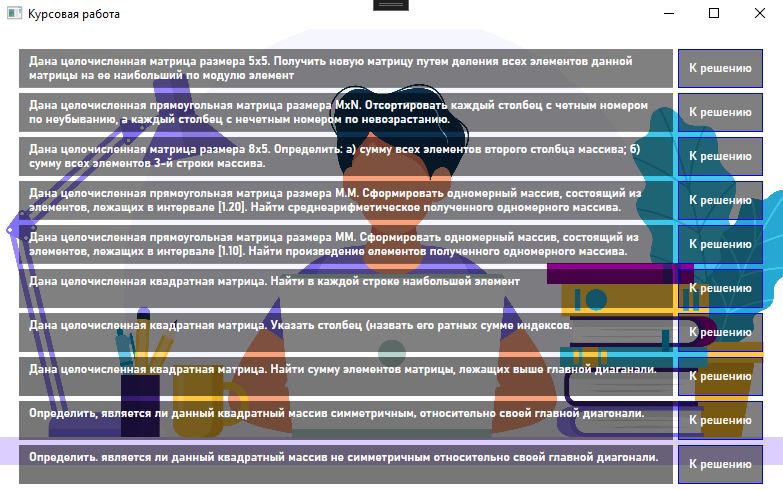 Курсовая работа
Дана целочисленная матрица размера 5x5. Получить новую матрицу путем деления всех элементов данной
матрицы на ее наибольший по модулю элемент
К решению
Дана целочисленная прямоугольная матрица размера MxN. Отсортировать каждый столбец с четным номером
по неубыванию, а каждый столбец с нечетным номером по невозрастанию.
К решению
Дана целочисленная матрица размера 8x5. Определить: а) сумму всех элементов второго столбца массива; б)
сумму всех элементов 3-й строки массива.
К решению
Дана целочисленная прямоугольная матрица размера М.М. Сформировать одномерный массив, состоящий из
элементов, лежащих в интервале [1.20]. Найти среднеарифметическое полученного одномерного массива.
К решению
Дана целочисленная прямоугольная матрица размера ММ. Сформировать одномерный массив, состоящий из
элементов, лежащих в интервале [1.10]. Найти произведение элементов полученного одномерного массива.
К решению
Дана целочисленная квадратная матрица. Найти в каждой строке наибольшей элемент
К решению
Дана целочисленная квадратная матрица. Указать столбец (назвать его ратных сумме индексов.
К решению
Дана целочисленная квадратная матрица. Найти сумму элементов матрицы, лежащих выше главной диаганали.
К решению
Определить, является ли данный квадратный массив симметричным, относительно своей главной диагонали.
К решению
Определить. является ли данный квадратный массив не симметричным относительно своей главной диагонали.
К решению